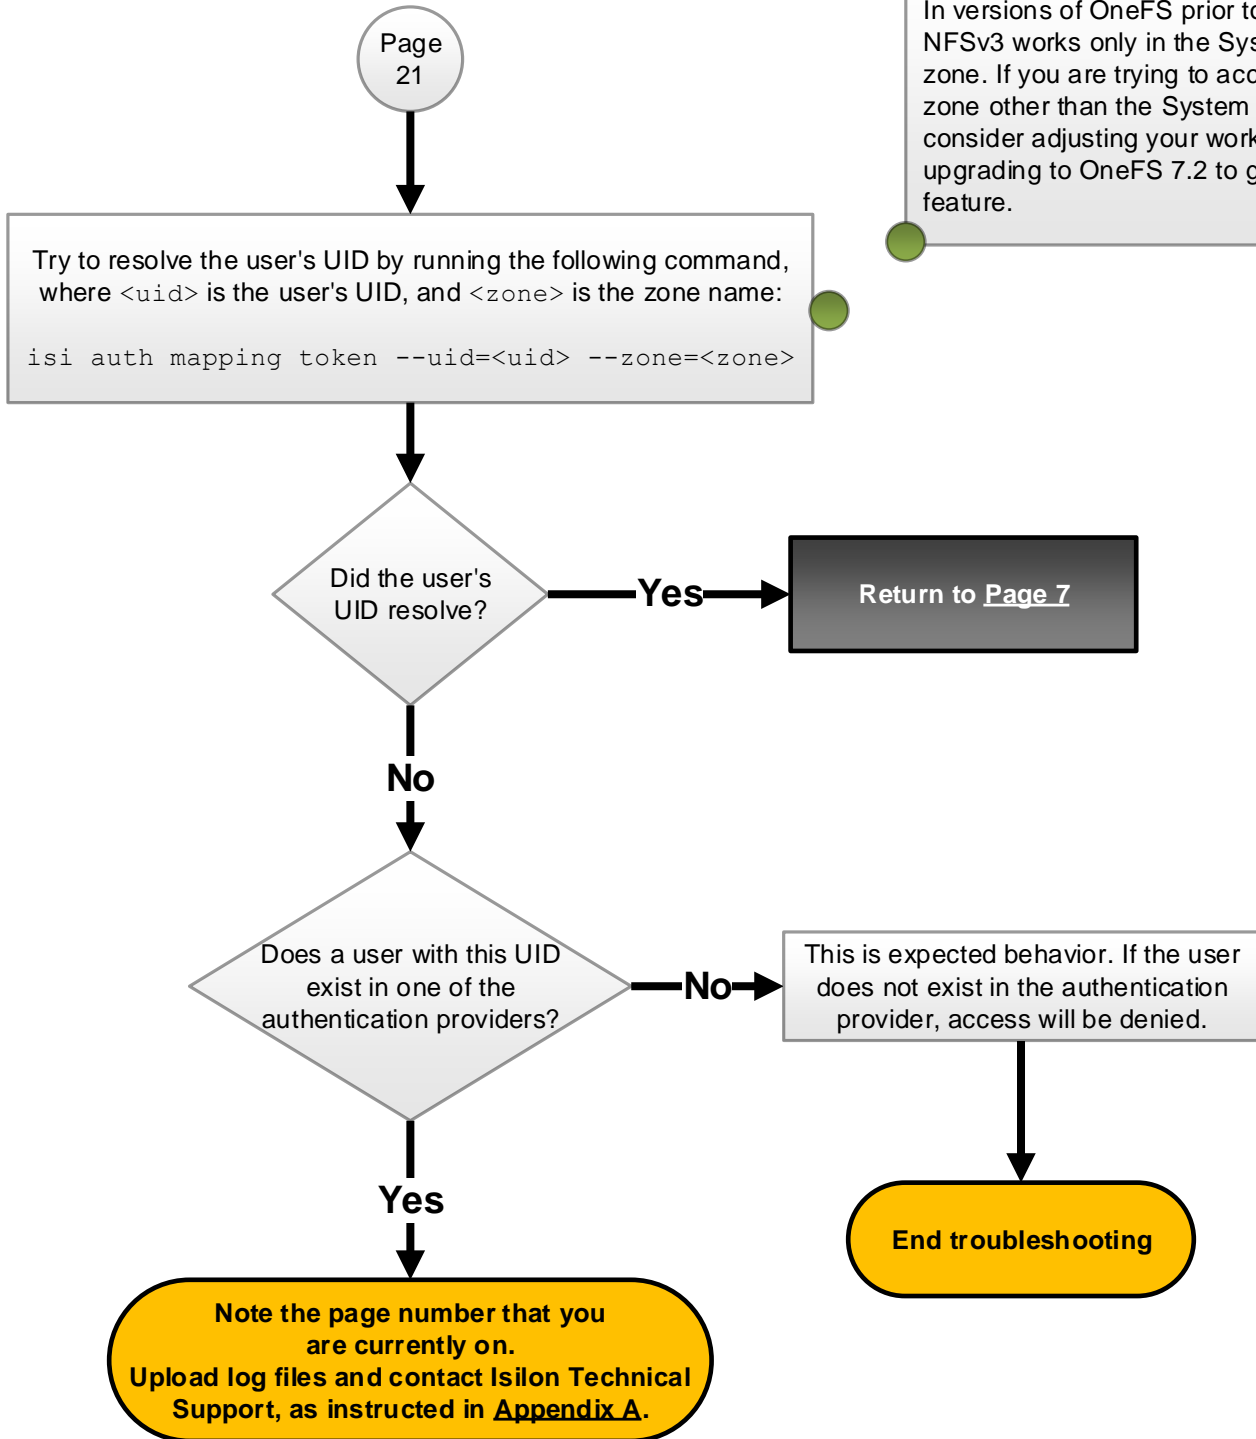 Page
21
In versions of OneFS prior to
NFSv3 works only in the
zone. If you are trying to
zone other than the System
consider adjusting your
upgrading to OneFS 7.2 to
feature.
Try to resolve the user's UID by running the following command,
where <uid> is the user's UID, and <zone> is the zone name:
isi auth mapping token --uid=<uid> --zone=<zone>
Did the user's
UID resolve?
Yes
Return to Page 7
No
Does a user with this UID
exist in one of the
authentication providers?
No
This is expected behavior. If the user
does not exist in the authentication
provider, access will be denied.
Yes
End troubleshooting
Note the page number that you
are currently on.
Upload log files and contact Isilon Technical
Support, as instructed in Appendix A.